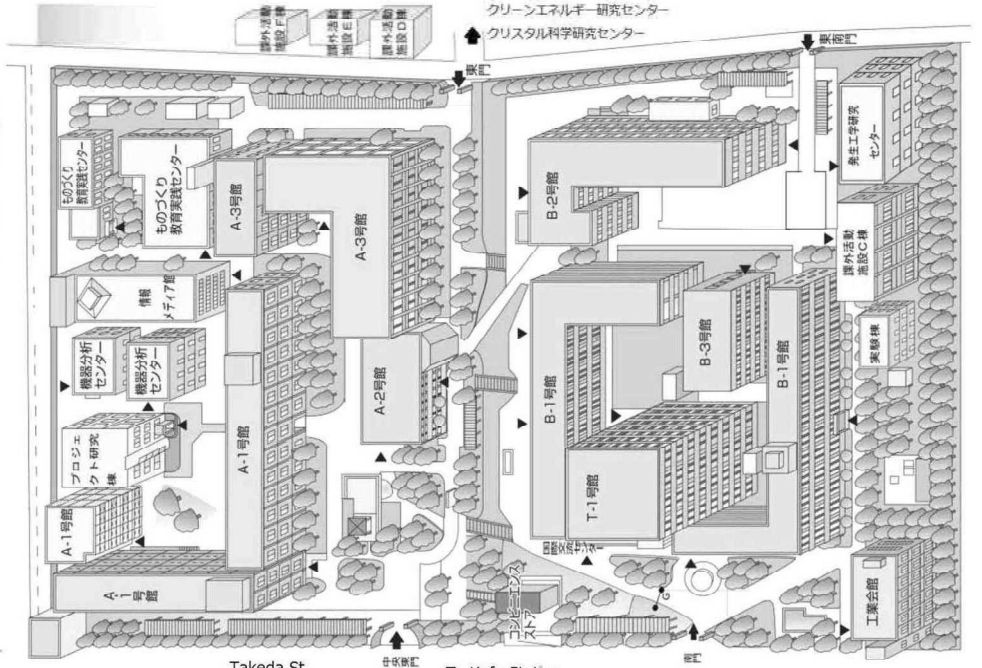 クリーンエネルギー研究センター
クリスタル科学研究センター
課外活動
施設F棟
課外活動
施設E棟
課外活動
施設D棟
東門
東南門
ものづくり
教育実践センター
ものづくり
教育実践センター
A-3号館
A-3号館
B-2号館
発生工学研究
センター
課外活動
施設C棟
情報
メディア館
機器分析
センター
機器分析
センター
A-2号館
B-1号館
B-3号館
B-1号館
実験棟
プロジェ
クト研究
棟
A-1号館
A-1号館
A-1号館
T-1号館
国際交流センター
コンビニエンス
ストア
G
工業会館
中央東門
南門
Takeda St